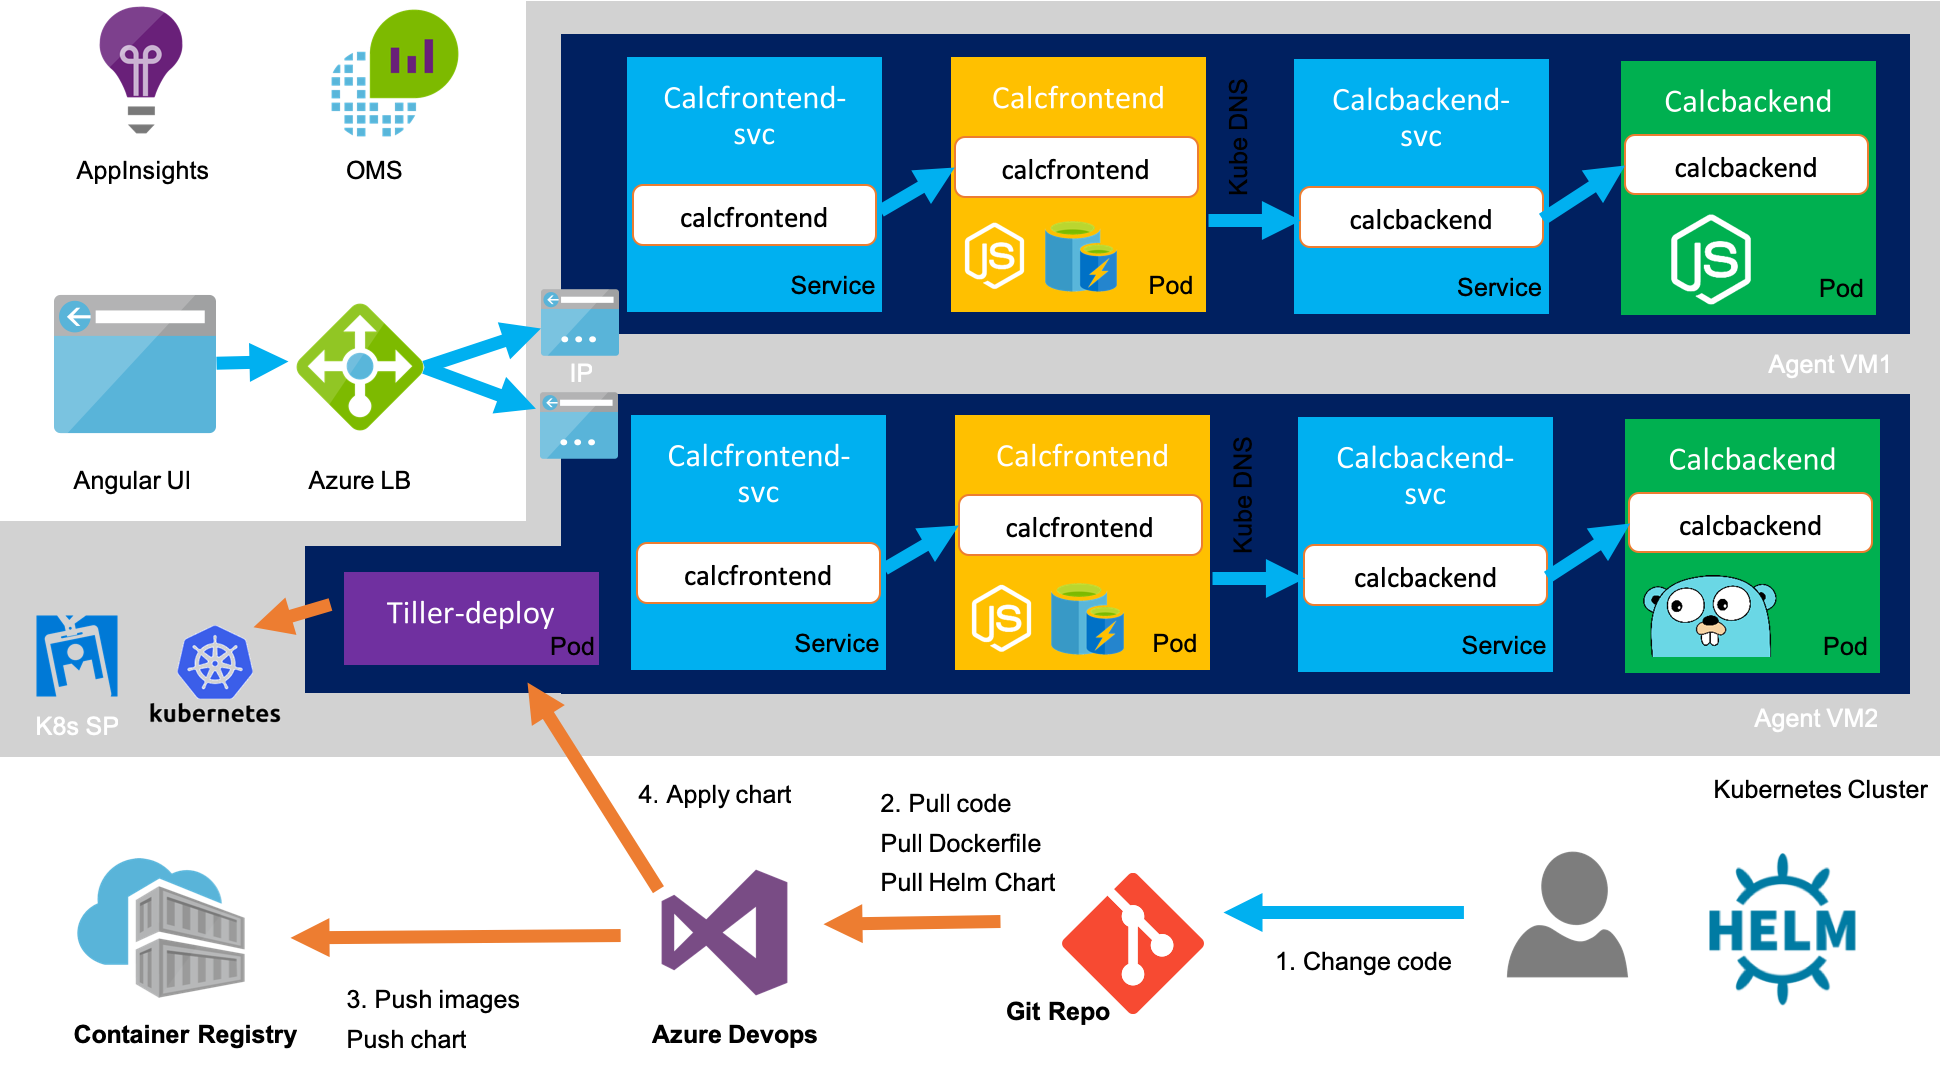 AppInsights
OMS
Angular UI
Azure LB
IP
Calcfrontend-
svc
calcfrontend
Service
Calcfrontend
calcfrontend
JS
Pod
Kube DNS
Calcbackend-
svc
calcbackend
Service
Calcbackend
calcbackend
JS
Pod
Agent VM1
Calcfrontend-
svc
calcfrontend
Service
Calcfrontend
calcfrontend
JS
Pod
Kube DNS
Calcbackend-
svc
calcbackend
Service
Calcbackend
calcbackend
Pod
Agent VM2
Tiller-deploy
Pod
K8s SP
kubernetes
Kubernetes Cluster
4. Apply chart
2. Pull code
Pull Dockerfile
Pull Helm Chart
1. Change code
HELM
Git Repo
3. Push images
Push chart
Container Registry
Azure Devops